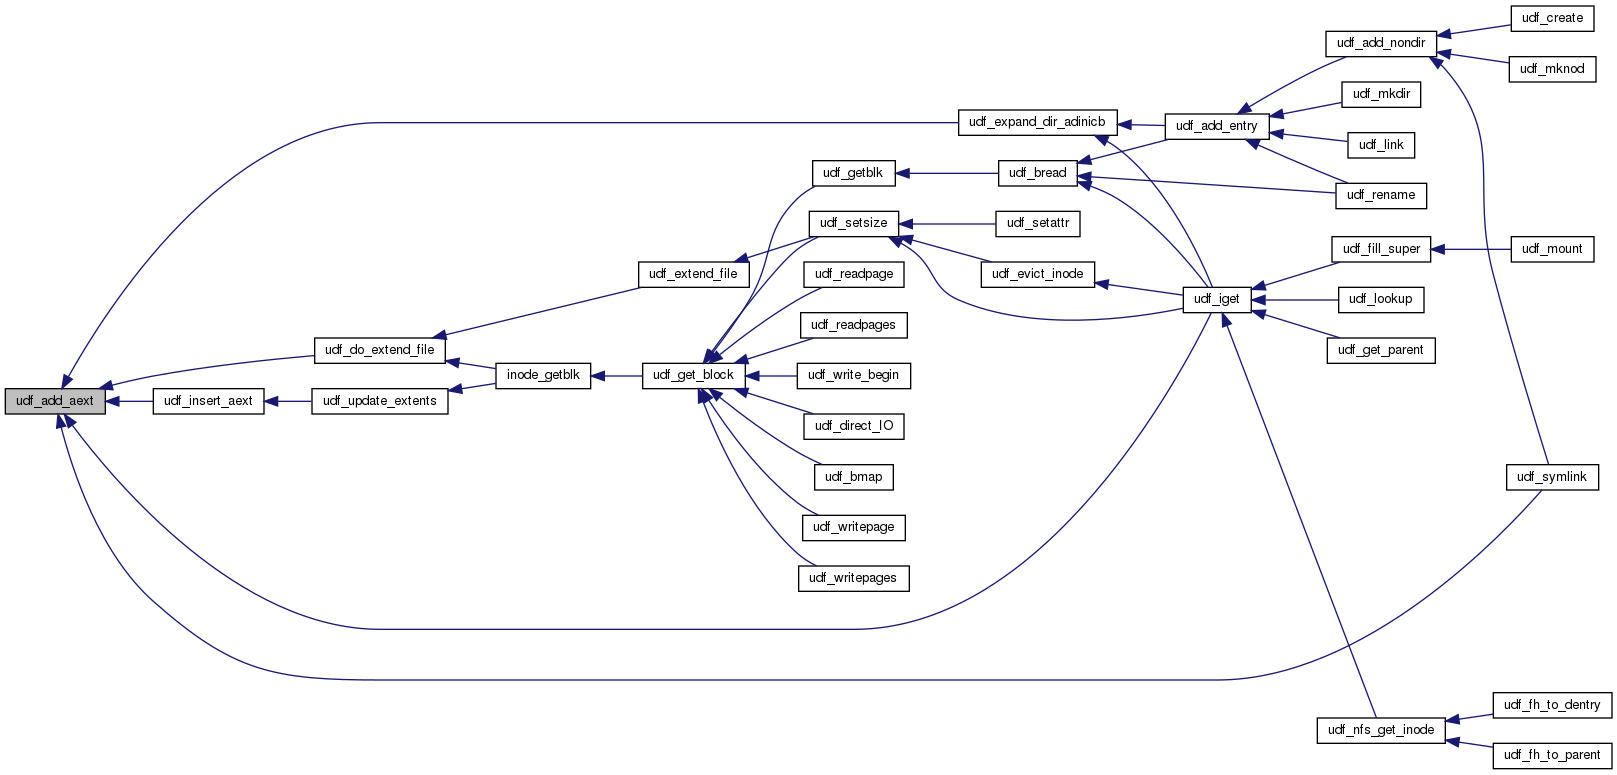 udf_create
udf_add_nondir
udf_mknod
udf_mkdir
udf_expand_dir_adinicb
udf_add_entry
udf_link
udf_getblk
udf_bread
udf_rename
udf_setsize
udf_setattr
udf_fill_super
udf_mount
udf_extend_file
udf_readpage
udf_evict_inode
udf_iget
udf_lookup
udf_readpages
udf_do_extend_file
udf_get_parent
inode_getblk
udf_get_block
udf_write_begin
udf_add_aext
udf_insert_aext
udf_update_extents
udf_direct_IO
udf_bmap
udf_symlink
udf_writepage
udf_writepages
udf_fh_to_dentry
udf_nfs_get_inode
udf_fh_to_parent